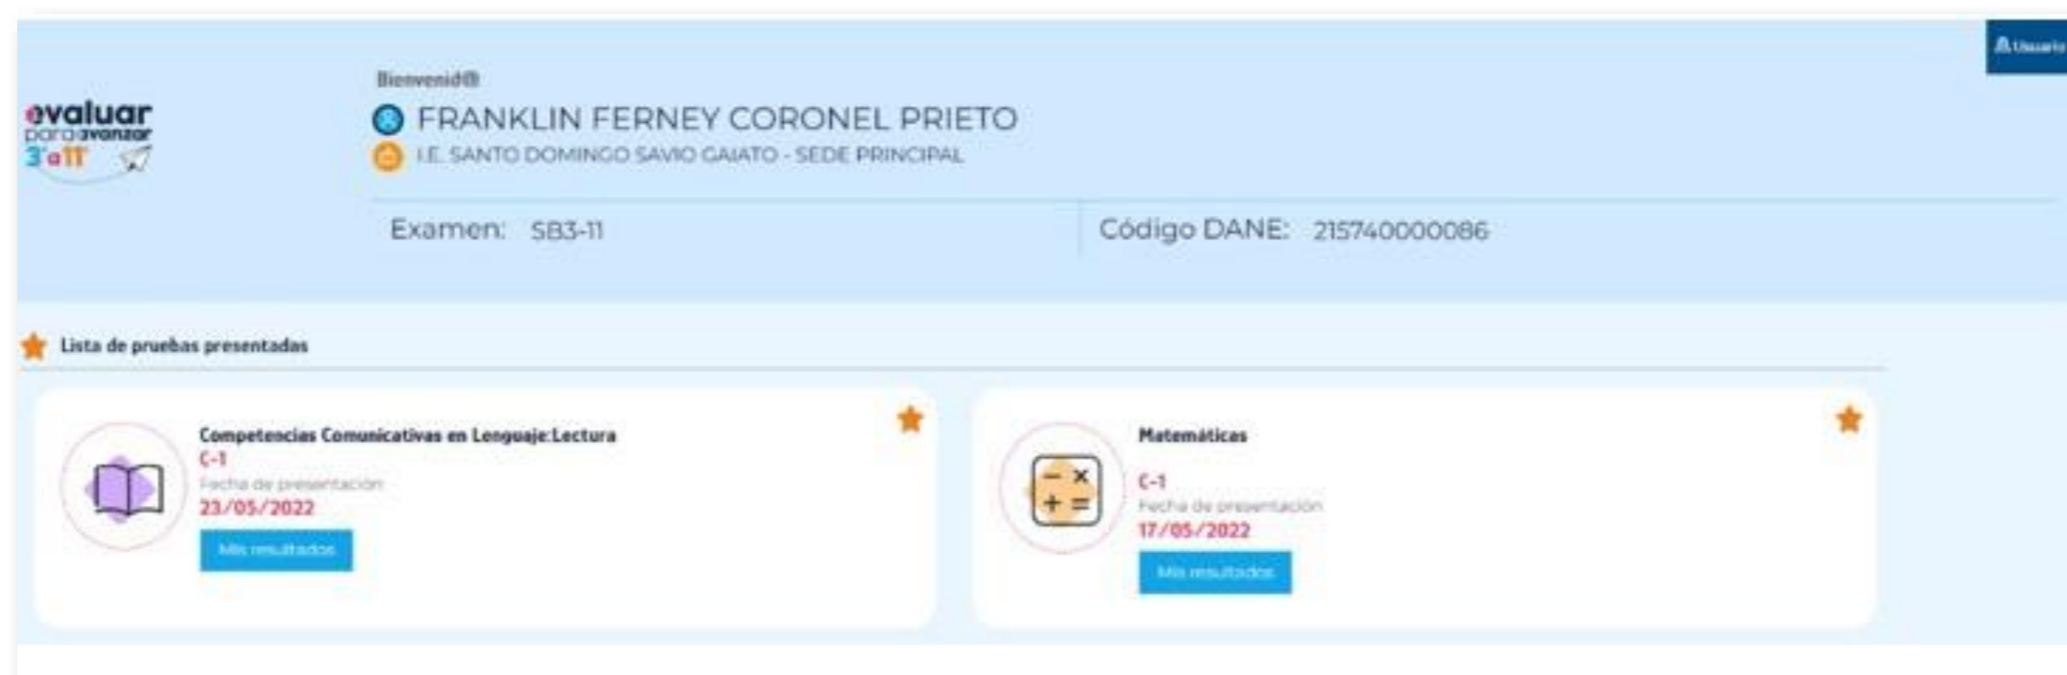 Usuario
evaluar
para avanzar
3°a11°
Bienvenid@
FRANKLIN FERNEY CORONEL PRIETO
I.E. SANTO DOMINGO SAVIO GAIATO - SEDE PRINCIPAL
Examen: SB3-11
Código DANE: 215740000086
Lista de pruebas presentadas
Competencias Comunicativas en Lenguaje:Lectura
C-1
Fecha de presentación
23/05/2022
Mis resultados
Matemáticas
C-1
Fecha de presentación
17/05/2022
Mis resultados